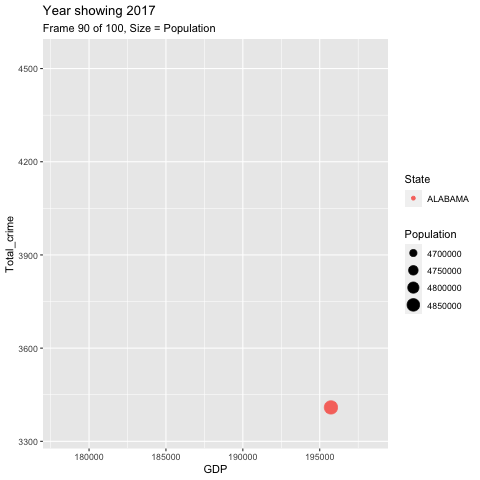 Year showing 2017
Frame 90 of 100, Size = Population
4500
4200
3900
3600
3300
Total_crime
180000 185000 190000 195000
GDP
State
ALABAMA
Population
4700000
4750000
4800000
4850000